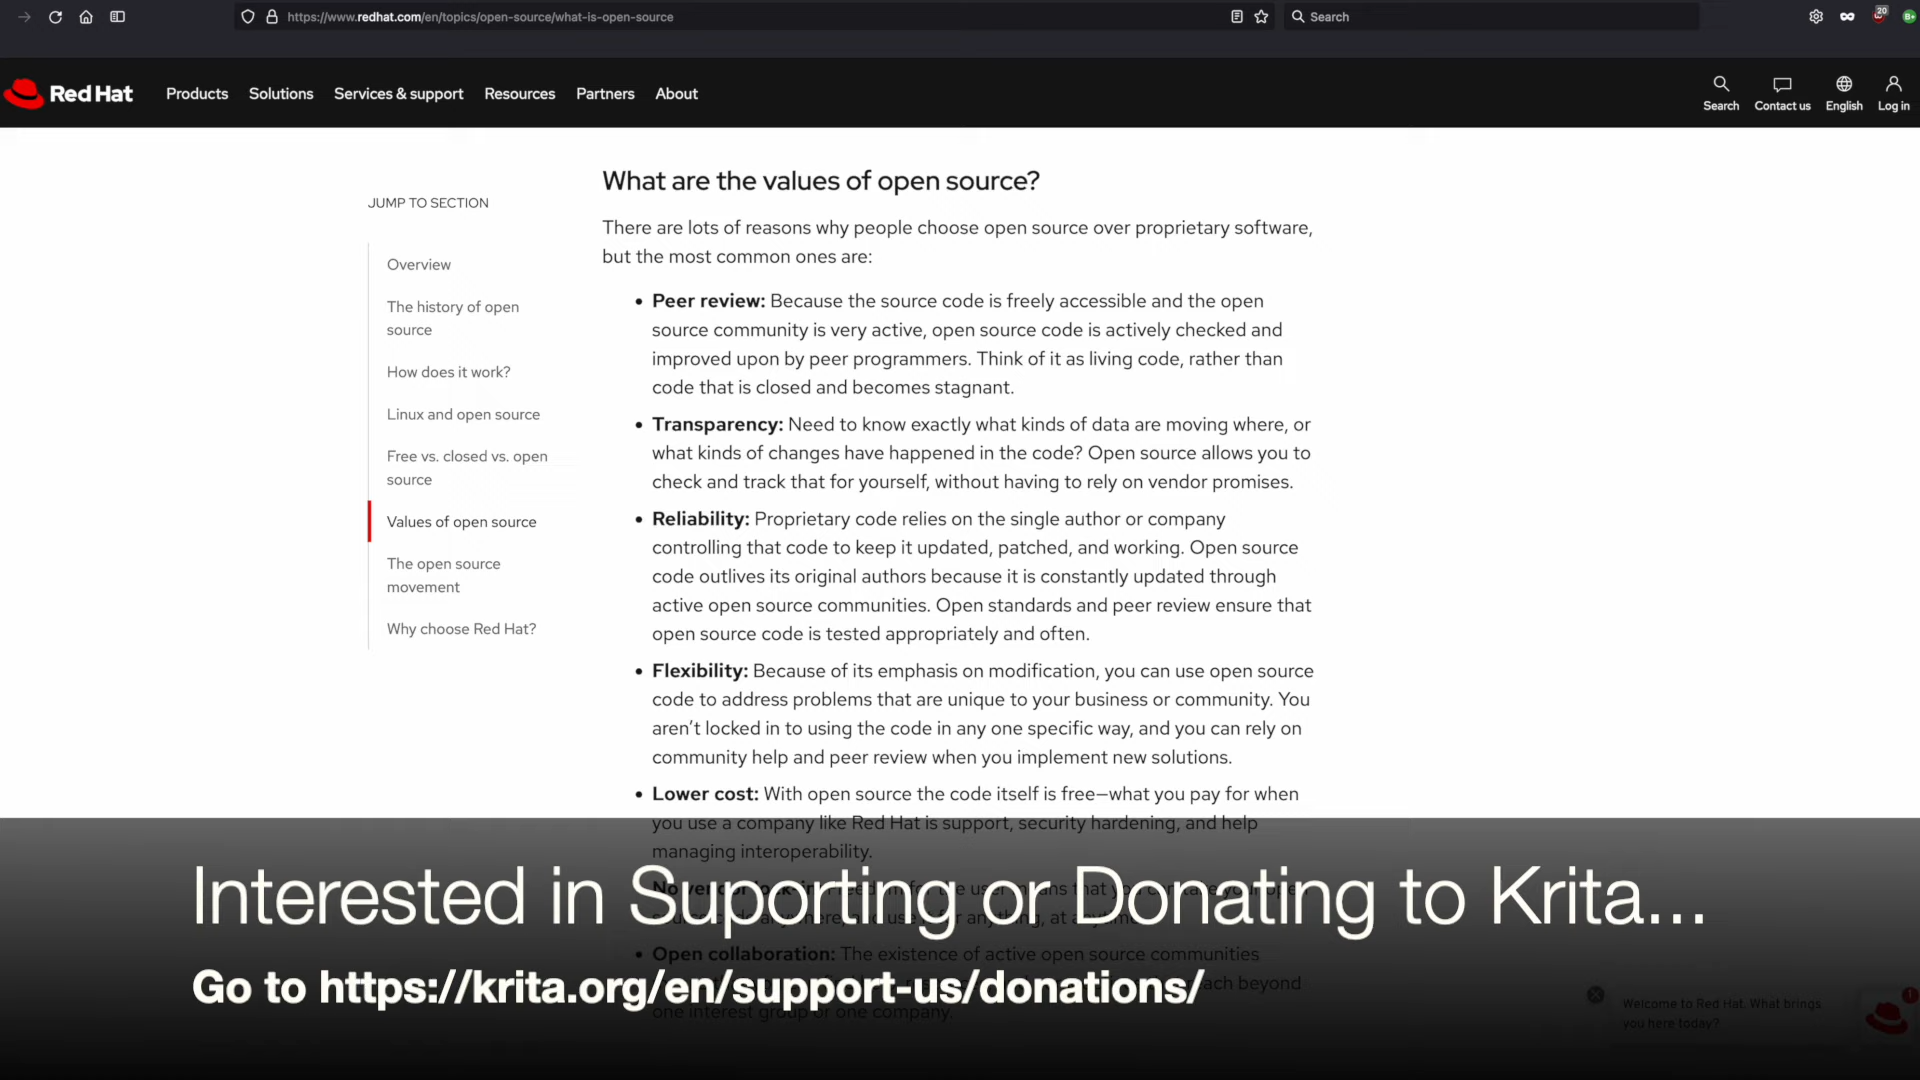 https://www.redhat.com/en/topics/open-source/what-is-open-source
Search
20
Red Hat
Products
Solutions
Services & support
Resources
Partners
About
Search
Contact us
English
Log in
JUMP TO SECTION
Overview
The history of open
source
How does it work?
Linux and open source
Free vs. closed vs. open
source
Values of open source
The open source
movement
Why choose Red Hat?
What are the values of open source?
There are lots of reasons why people choose open source over proprietary software,
but the most common ones are:
• Peer review: Because the source code is freely accessible and the open
source community is very active, open source code is actively checked and
improved upon by peer programmers. Think of it as living code, rather than
code that is closed and becomes stagnant.
• Transparency: Need to know exactly what kinds of data are moving where, or
what kinds of changes have happened in the code? Open source allows you to
check and track that for yourself, without having to rely on vendor promises.
• Reliability: Proprietary code relies on the single author or company
controlling that code to keep it updated, patched, and working. Open source
code outlives its original authors because it is constantly updated through
active open source communities. Open standards and peer review ensure that
open source code is tested appropriately and often.
• Flexibility: Because of its emphasis on modification, you can use open source
code to address problems that are unique to your business or community. You
aren't locked in to using the code in any one specific way, and you can rely on
community help and peer review when you implement new solutions.
• Lower cost: With open source the code itself is free—what you pay for when
you use a company like Red Hat is support, security hardening, and help
managing interoperability.
Interested in Suporting or Donating to Krita...
• Open collaboration: The existence of active open source communities
Go to https://krita.org/en/support-us/donations/
beyond
one interest group or one company.
Welcome to Red Hat. What brings
you here today?
1